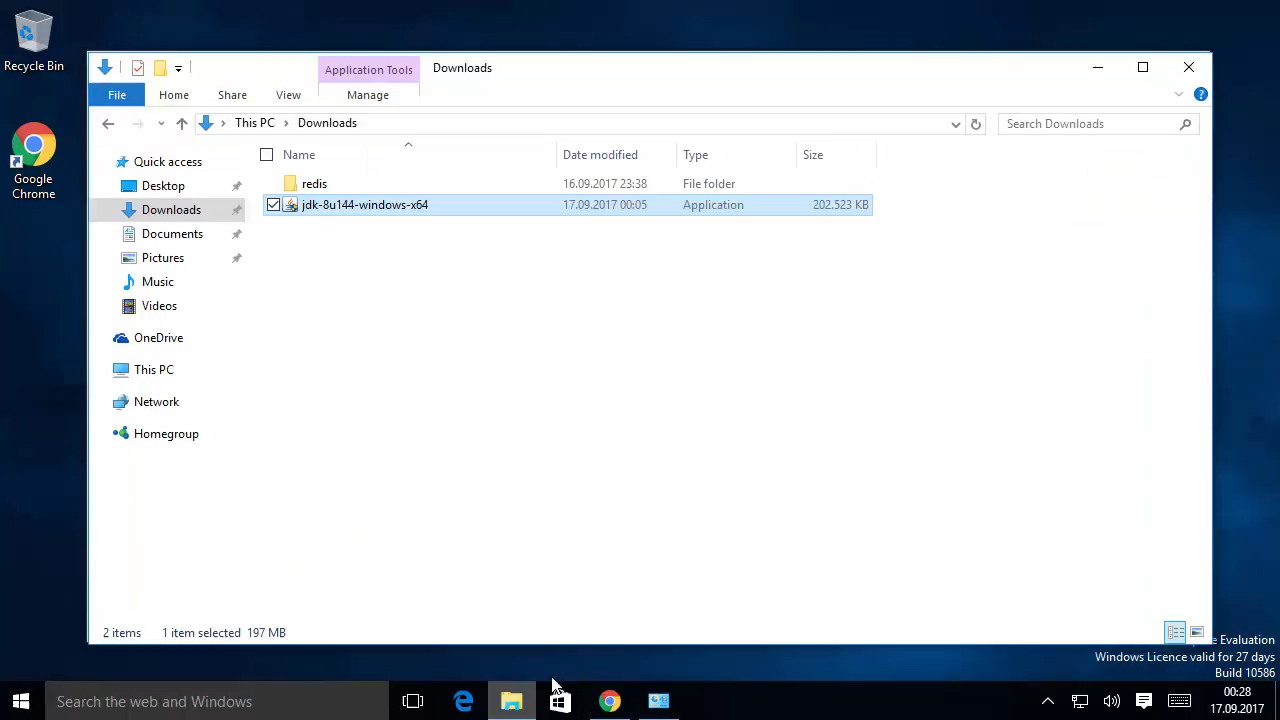 Recycle Bin
Google
Chrome
Application Tools
Downloads
File
Home
Share
View
Manage
This PC
Downloads
Search Downloads
Name
Date modified
Type
Size
Quick access
Desktop
Downloads
Documents
Pictures
Music
Videos
OneDrive
This PC
Network
Homegroup
redis 16.09.2017 23:38 File folder
jdk-8u144-windows-x64 17.09.2017 00:05 Application 202.523 KB
2 items 1 item selected 197 MB
Evaluation
Windows Licence valid for 27 days
Build 10586
Search the web and Windows
00:28
17.09.2017